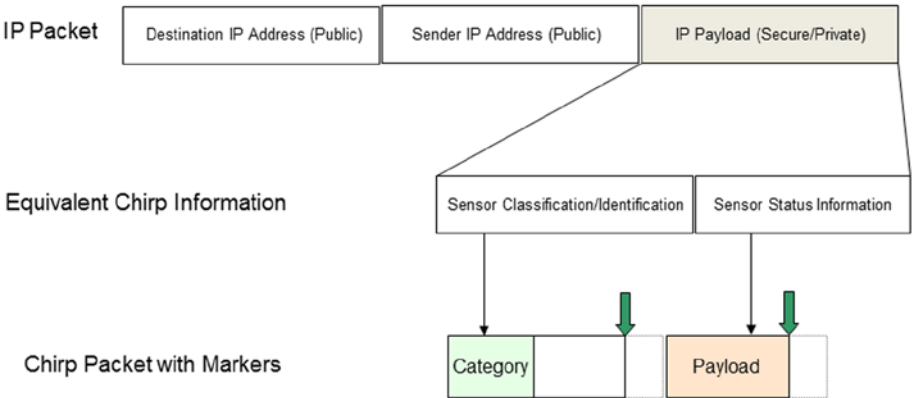 IP Packet
Destination IP Address (Public)
Sender IP Address (Public)
IP Payload (Secure/Private)
Equivalent Chirp Information
Sensor Classification/Identification
Sensor Status Information
Chirp Packet with Markers
Category
Payload